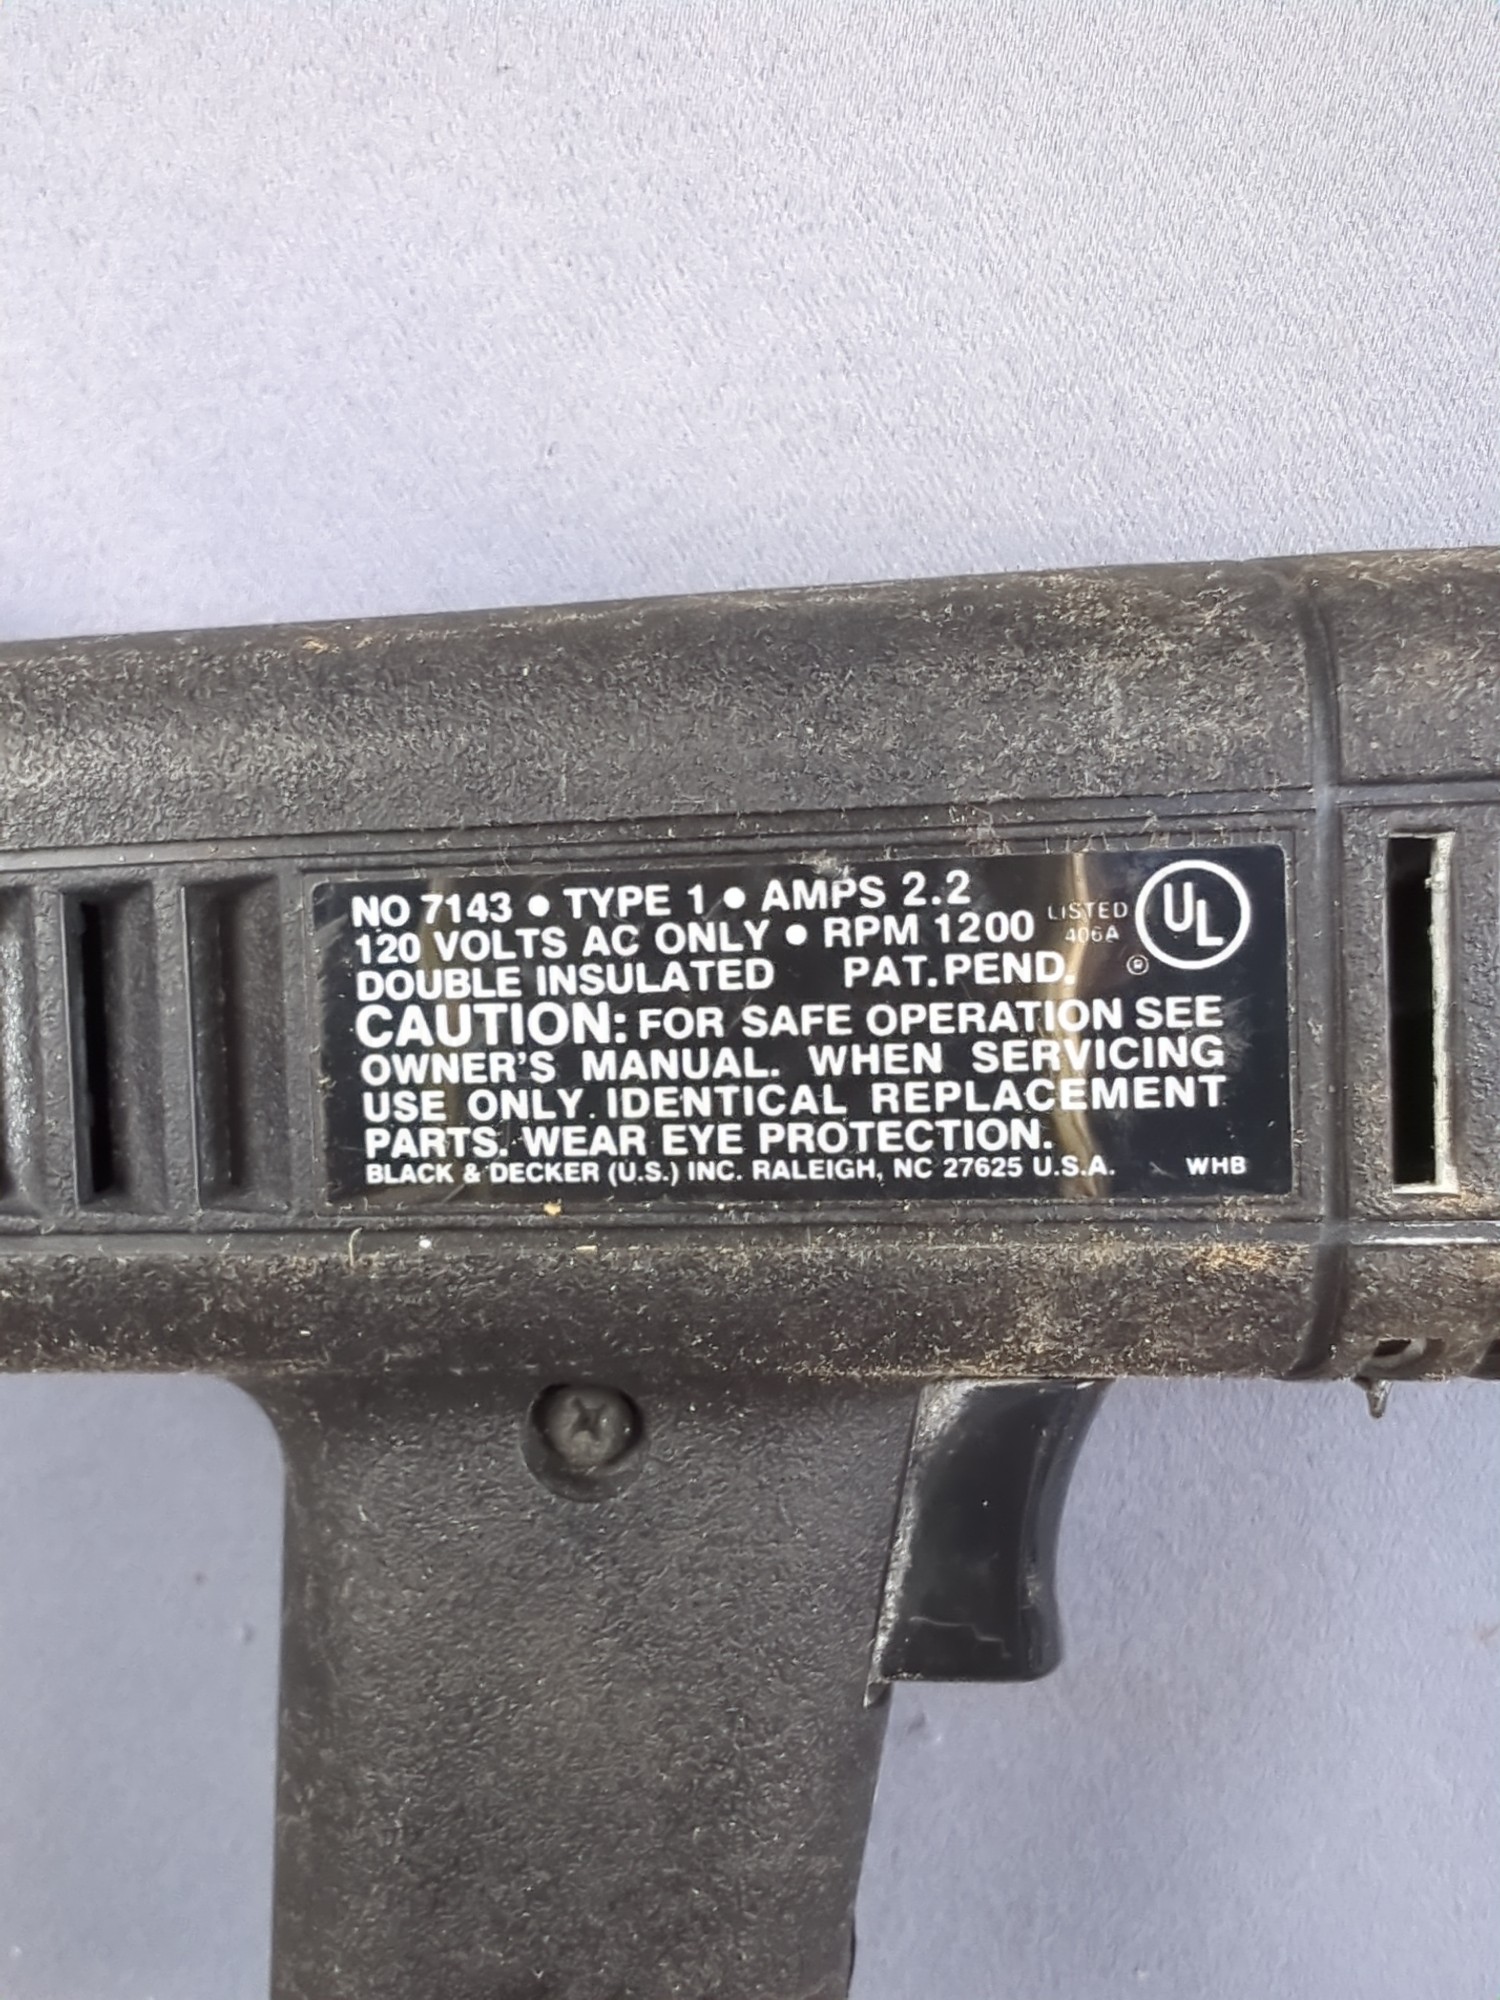 NO 7143 • TYPE 1 • AMPS 2.2
120 VOLTS AC ONLY • RPM 1200
DOUBLE INSULATED PAT. PEND.
LISTED
406A
UL
®
CAUTION: FOR SAFE OPERATION SEE
OWNER'S MANUAL. WHEN SERVICING
USE ONLY IDENTICAL REPLACEMENT
PARTS. WEAR EYE PROTECTION.
BLACK & DECKER (U.S.) INC. RALEIGH, NC 27625 U.S.A. WHB